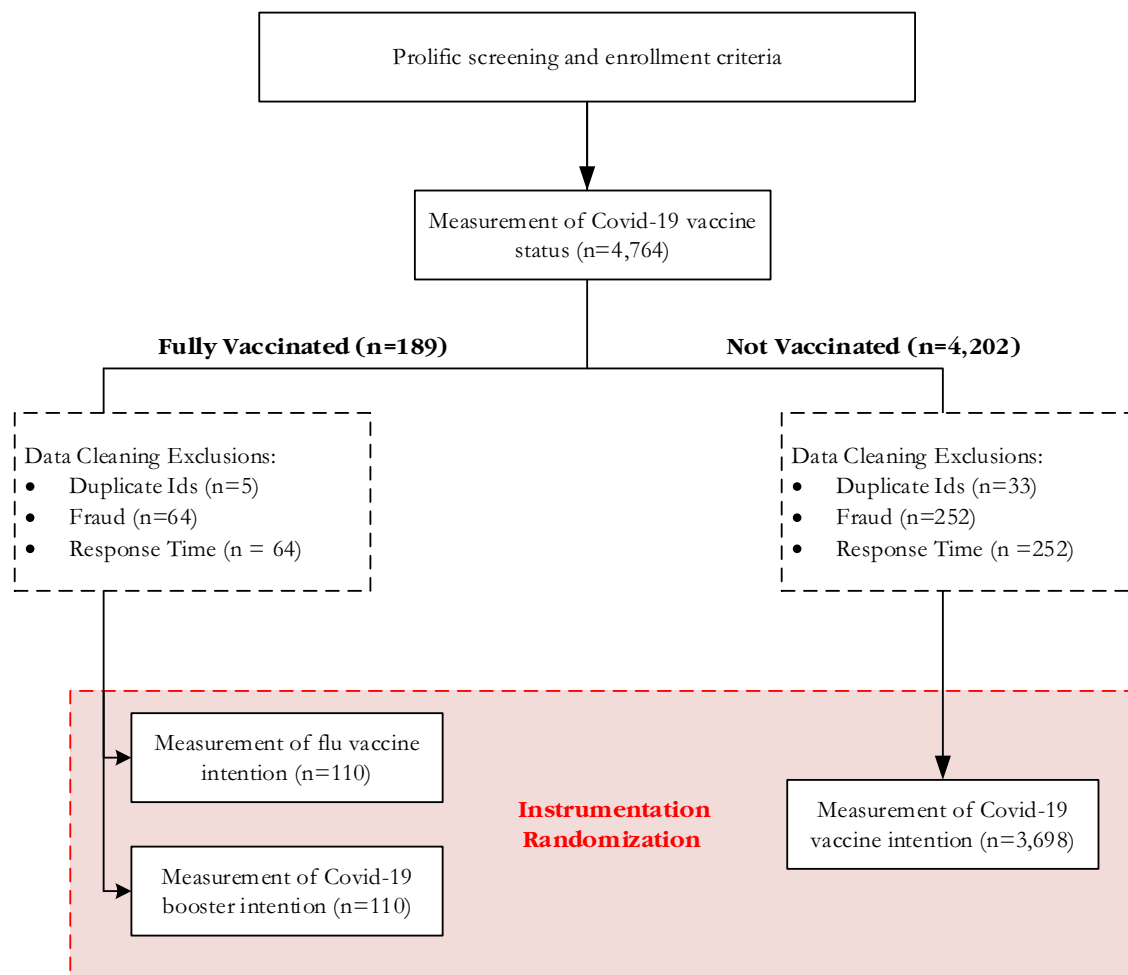 Prolific screening and enrollment criteria
Measurement of Covid-19 vaccine
status (n=4,764)
Fully Vaccinated (n=189)
Not Vaccinated (n=4,202)
Data Cleaning Exclusions:
• Duplicate Ids (n=5)
• Fraud (n=64)
• Response Time (n = 64)
Data Cleaning Exclusions:
• Duplicate Ids (n=33)
• Fraud (n=252)
• Response Time (n =252)
Measurement of flu vaccine
intention (n=110)
Measurement of Covid-19
booster intention (n=110)
Instrumentation
Randomization
Measurement of Covid-19
vaccine intention (n=3,698)